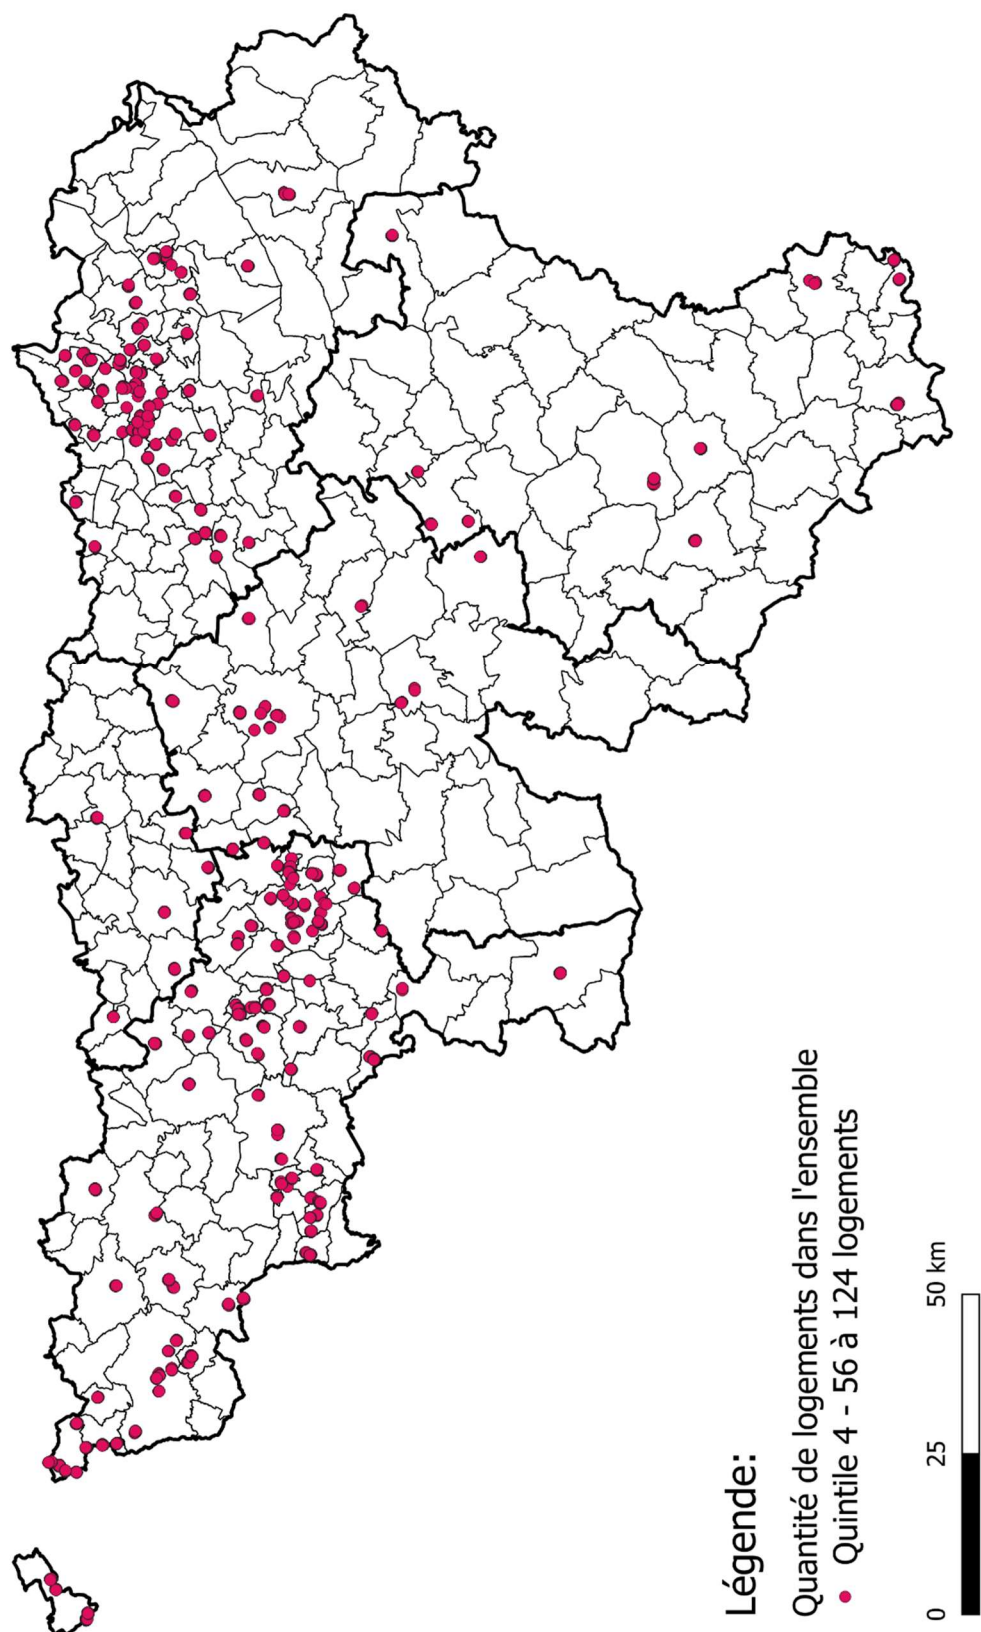 Légende:
Quantité de logements dans l'ensemble
Quintile 4 - 56 à 124 logements
0 25 50 km